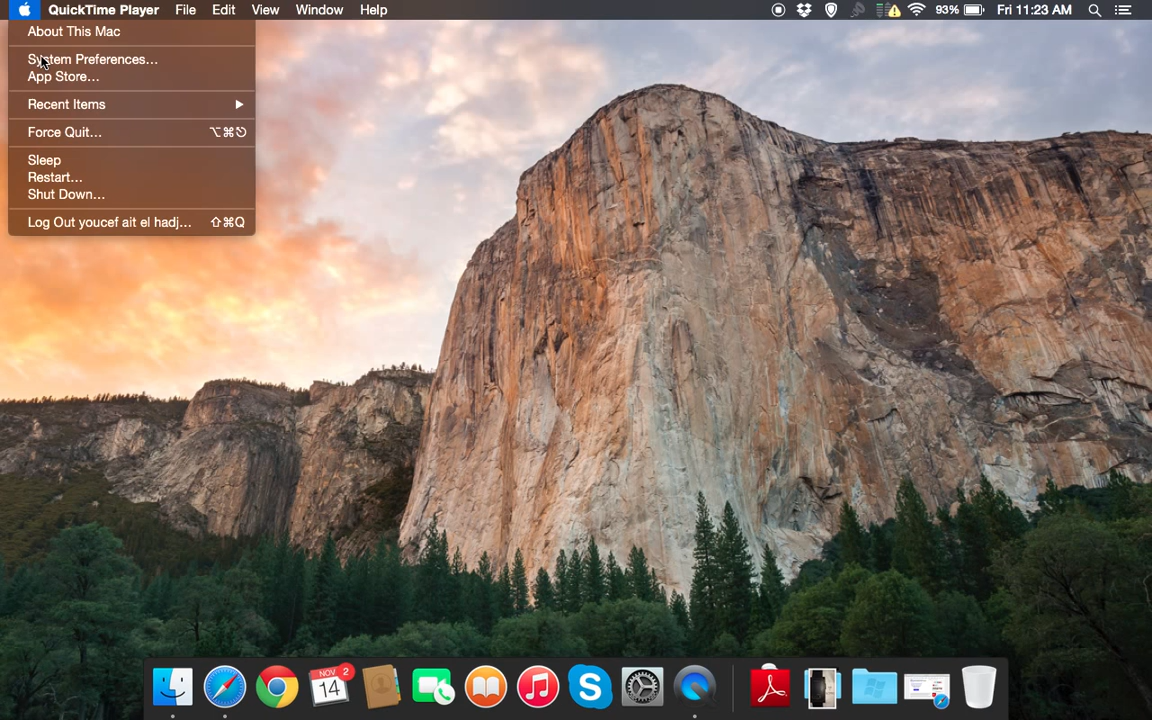 QuickTime Player File Edit View Window Help 93% Fri 11:23 AM
About This Mac
System Preferences...
App Store...
Recent Items
Force Quit... ⌥⌘⎋
Sleep
Restart...
Shut Down...
Log Out youcef ait el hadj... ⇧⌘Q
NOV 2
14